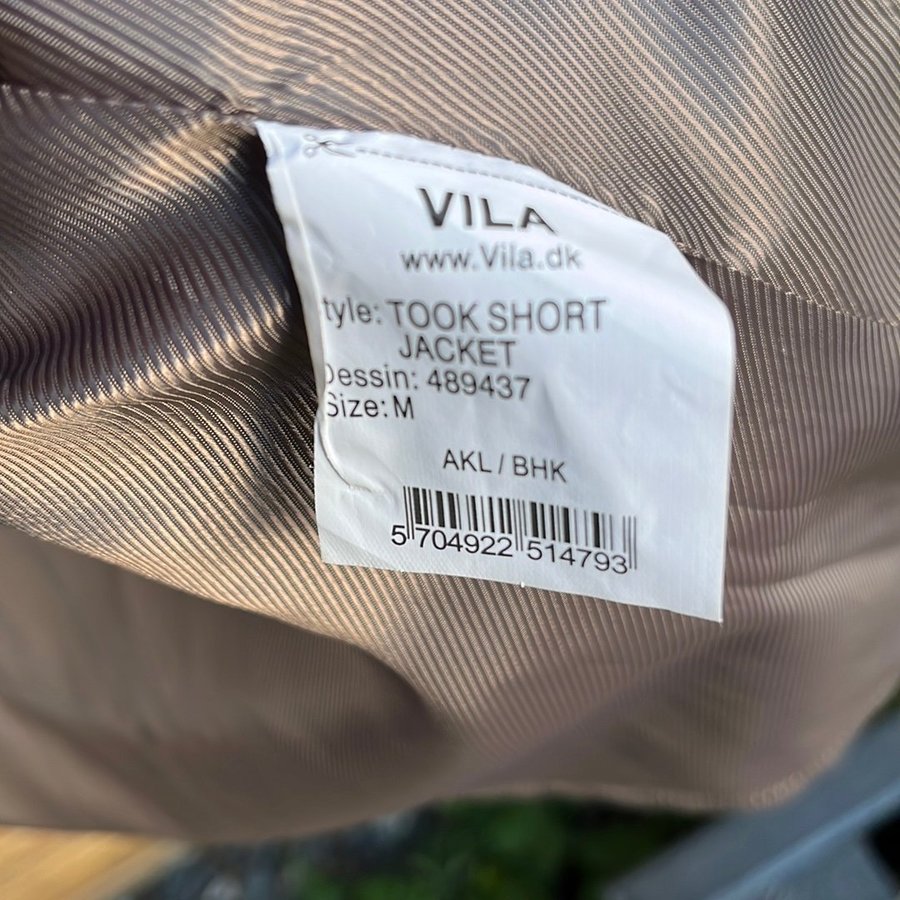 VILA
www.Vila.dk
tyle: TOOK SHORT
JACKET
Dessin: 489437
Size: M
AKL / BHK
5 704922 514793